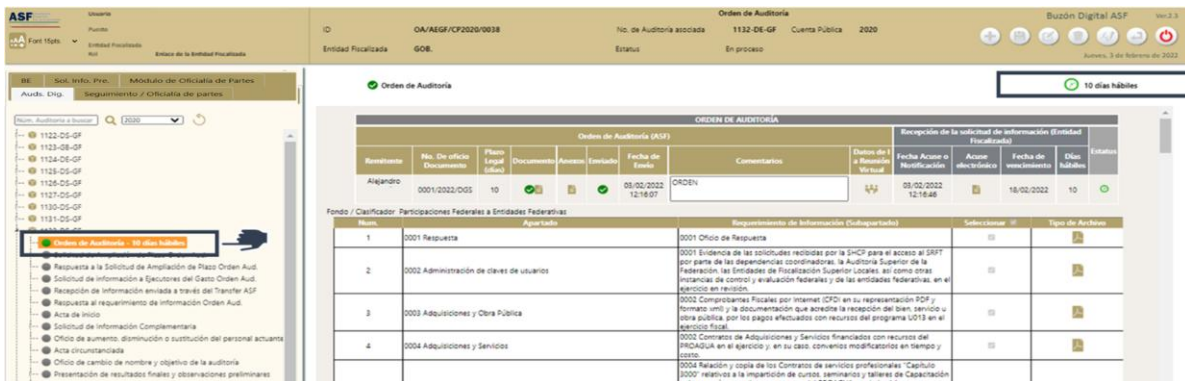 ASF
Usuario
Puesto
Font 15pts.
Entidad Fiscalizada
Rol
Enlace de la Entidad Fiscalizada
Orden de Auditoría
ID
OA/AEGF/CP2020/0038
No. de Auditoría asociada
1132-DE-GF
Cuenta Pública
2020
Entidad Fiscalizada
GOB.
Estatus
En proceso
Buzón Digital ASF
Ver.2.3
Jueves, 3 de febrero de 2022
BE
Sol. Info. Pre.
Módulo de Oficialía de Partes
Auds. Dig.
Seguimiento / Oficialía de partes
Núm. Auditoría a buscar
2020
1122-DS-GF
1123-GB-GF
1124-DE-GF
1125-DS-GF
1126-DS-GF
1127-DS-GF
1130-DS-GF
1131-DS-GF
Orden de Auditoría - 10 días hábiles
Respuesta a la Solicitud de Ampliación de Plazo Orden Aud.
Solicitud de información a Ejecutores del Gasto Orden Aud.
Recepción de Información enviada a través del Transfer ASF
Respuesta al requerimiento de información Orden Aud.
Acta de Inicio
Solicitud de Información Complementaria
Oficio de aumento, disminución o sustitución del personal actuante
Acta circunstanciada
Oficio de cambio de nombre y objetivo de la auditoría
Presentación de resultados finales y observaciones preliminares
Orden de Auditoría
10 días hábiles
ORDEN DE AUDITORÍA
Orden de Auditoría (ASF)
Recepción de la solicitud de información (Entidad Fiscalizada)
Estatus
Remitente
No. De oficio Documento
Plazo Legal (días)
Documento
Anexos
Enviado
Fecha de Envío
Comentarios
Datos de la Reunión Virtual
Fecha Acuse o Notificación
Acuse electrónico
Fecha de vencimiento
Días hábiles
Alejandro
0001/2022/DGS
10
03/02/2022 12:16:07
ORDEN
03/02/2022 12:16:46
18/02/2022
10
Fondo / Clasificador Participaciones Federales a Entidades Federativas
Num.
Apartado
Requerimiento de Información (Subapartado)
Seleccionar
Tipo de Archivo
1
0001 Respuesta
0001 Oficio de Respuesta
2
0002 Administración de claves de usuarios
0001 Evidencia de las solicitudes recibidas por la SHCP para el acceso al SRFT
por parte de las dependencias coordinadoras, la Auditoría Superior de la
Federación, las Entidades de Fiscalización Superior Locales, así como otras
instancias de control y evaluación federales y de las entidades federativas, en el
ejercicio en revisión.
3
0003 Adquisiciones y Obra Pública
0002 Comprobantes Fiscales por Internet (CFDI en su representación PDF y
formato xml) y la documentación que acredite la recepción del bien, servicio u
obra pública, por los pagos efectuados con recursos del programa U013 en el
ejercicio fiscal.
4
0004 Adquisiciones y Servicios
0002 Contratos de Adquisiciones y Servicios financiados con recursos del
PROAGUA en el ejercicio y, en su caso, convenios modificatorios en tiempo y
costo.
0004 Relación y copia de los Contratos de servicios profesionales "Capítulo
3000" relativos a la impartición de cursos, seminarios y talleres de Capacitación